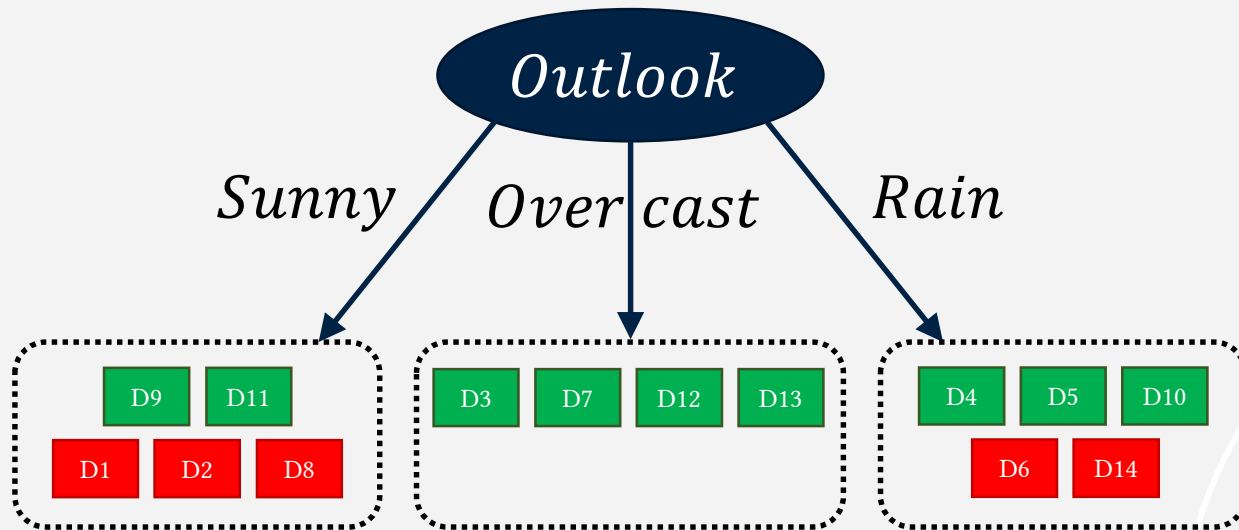 Outlook
Sunny Over cast Rain
D9 D11
D1 D2 D8
D3 D7 D12 D13
D4 D5 D10
D6 D14